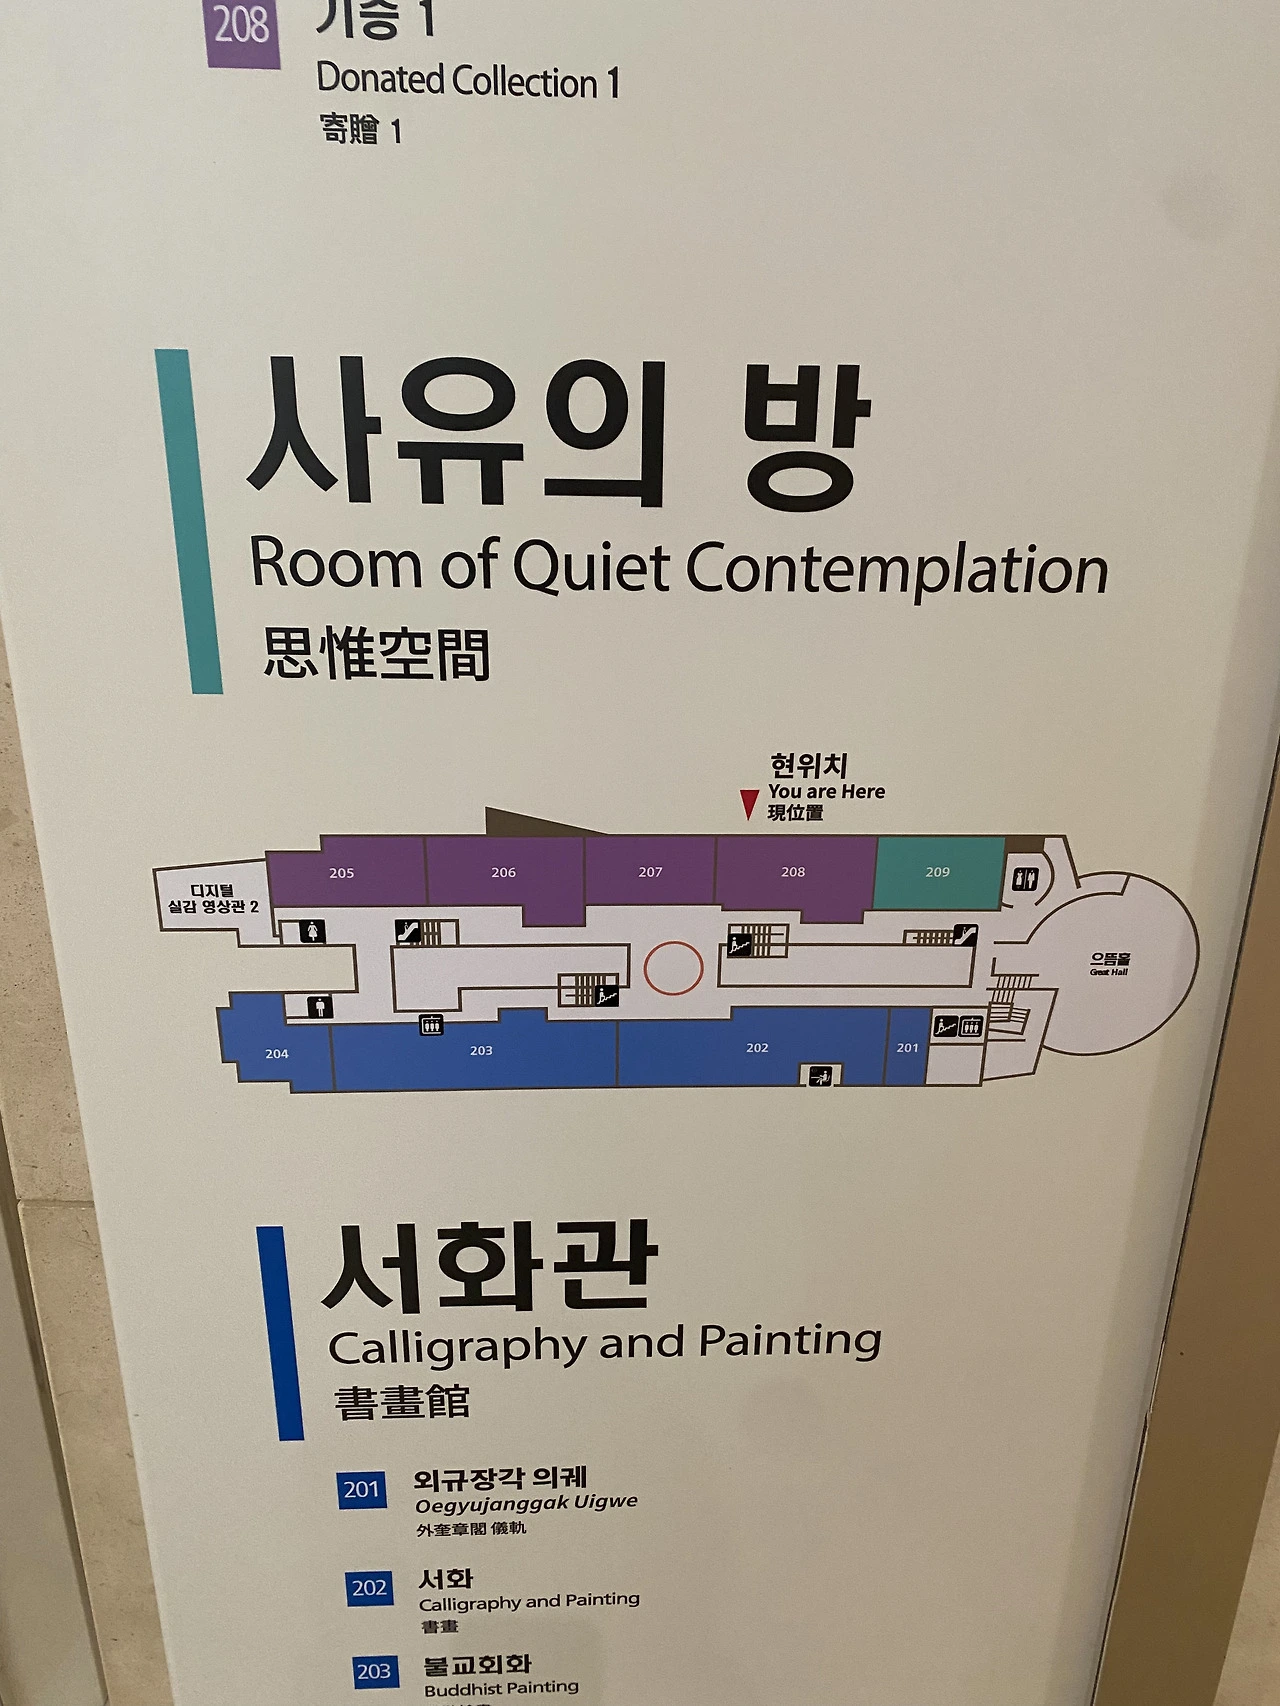 208
기증 1
Donated Collection 1
寄贈 1
사유의 방
Room of Quiet Contemplation
思惟空間
현위치
You are Here
現位置
205
206
207
208
209
디지털
실감 영상관 2
으뜸홀
Great Hall
204
203
202
201
서화관
Calligraphy and Painting
書畫館
201
외규장각 의궤
Oegyujanggak Uigwe
外奎章閣 儀軌
202
서화
Calligraphy and Painting
書畫
203
불교회화
Buddhist Painting